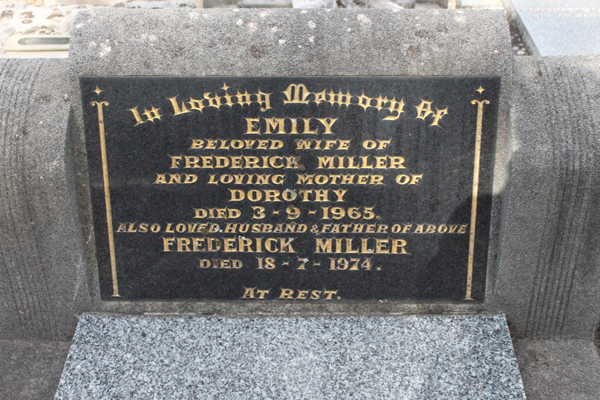 In Loving Memory Of
EMILY
BELOVED WIFE OF
FREDERICK MILLER
AND LOVING MOTHER OF
DOROTHY
DIED 3-9-1965.
ALSO LOVED HUSBAND & FATHER OF ABOVE
FREDERICK MILLER
DIED 18-7-1974.
AT REST.